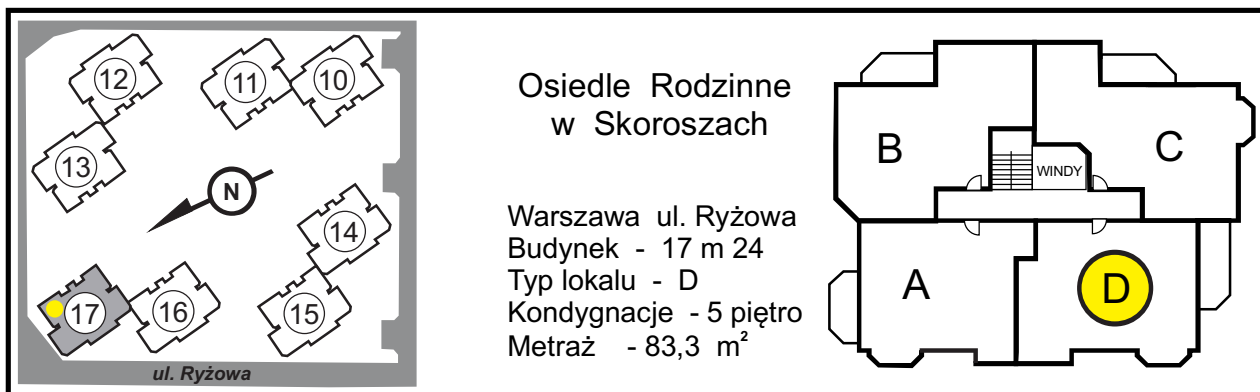 12
11
10
13
N
14
17
16
15
ul. Ryżowa
Osiedle Rodzinne
w Skoroszach
Warszawa ul. Ryżowa
Budynek - 17 m 24
Typ lokalu - D
Kondygnacje - 5 piętro
Metraż - 83,3 m²
B
C
WINDY
A
D